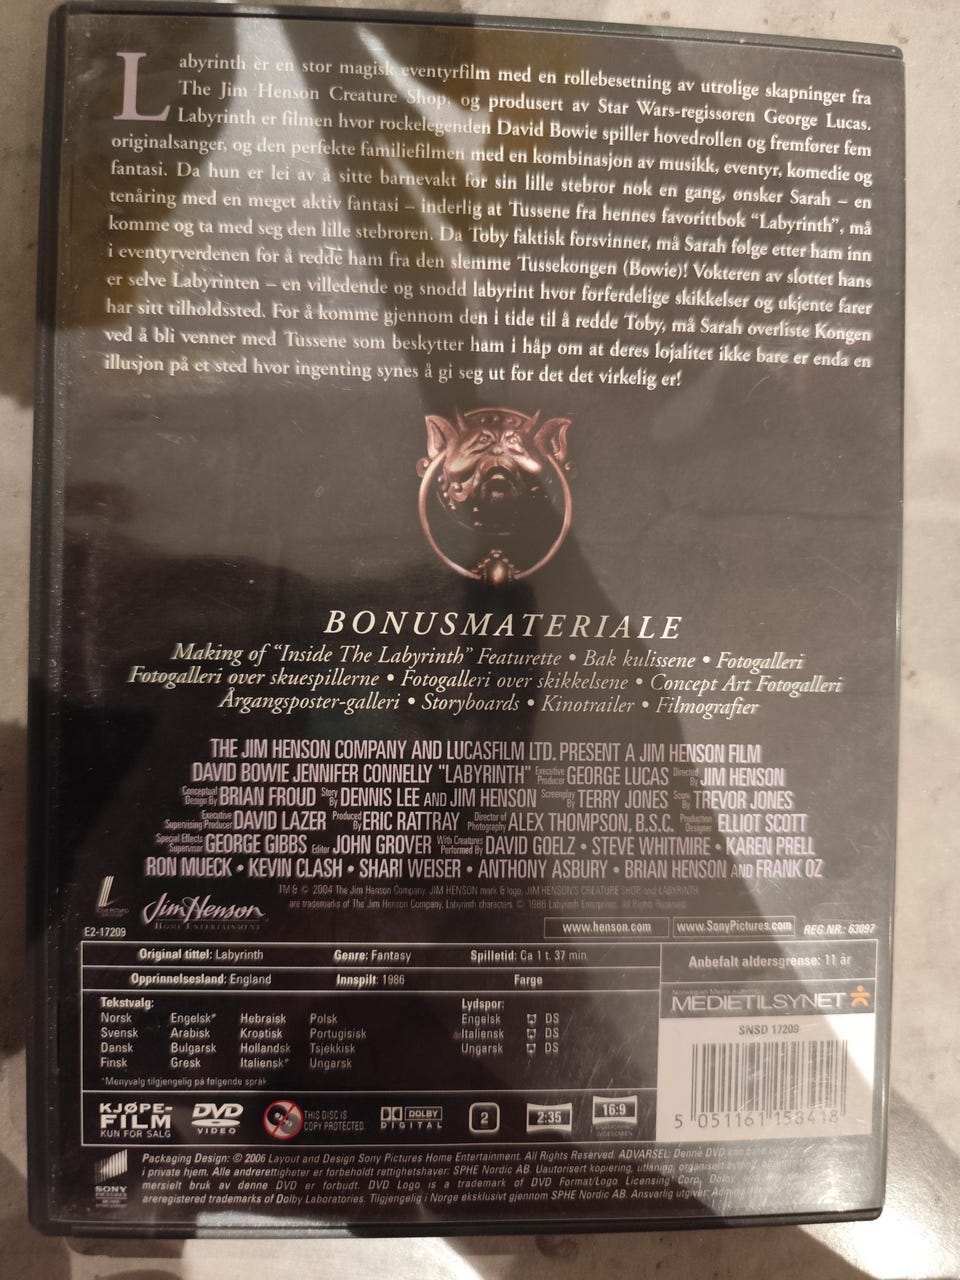 Labyrinth er en stor magisk eventyrfilm med en rollebesetning av utrolige skapninger fra
The Jim Henson Creature Shop, og produsert av Star Wars-regissøren George Lucas.
Labyrinth er filmen hvor rockelegenden David Bowie spiller hovedrollen og fremfører fem
originalsanger, og den perfekte familiefilmen med en kombinasjon av musikk, eventyr, komedie og
fantasi. Da hun er lei av å sitte barnevakt for sin lille stebror nok en gang, ønsker Sarah – en
tenåring med en meget aktiv fantasi – inderlig at Tussene fra hennes favorittbok “Labyrinth”, må
komme og ta med seg den lille stebroren. Da Toby faktisk forsvinner, må Sarah følge etter ham inn
i eventyrverdenen for å redde ham fra den slemme Tussekongen (Bowie)! Vokteren av slottet hans
er selve Labyrinten – en villedende og snodd labyrint hvor forferdelige skikkelser og ukjente farer
har sitt tilholdssted. For å komme gjennom den i tide til å redde Toby, må Sarah overliste Kongen
ved å bli venner med Tussene som beskytter ham i håp om at deres lojalitet ikke bare er enda en
illusjon på et sted hvor ingenting synes å gi seg ut for det det virkelig er!
BONUSMATERIALE
Making of “Inside The Labyrinth” Featurette • Bak kulissene • Fotogalleri
Fotogalleri over skuespillerne • Fotogalleri over skikkelsene • Concept Art Fotogalleri
Årgangsposter-galleri • Storyboards • Kinotrailer • Filmografier
THE JIM HENSON COMPANY AND LUCASFILM LTD. PRESENT A JIM HENSON FILM
DAVID BOWIE JENNIFER CONNELLY "LABYRINTH" Executive Producer GEORGE LUCAS Directed By JIM HENSON
Conceptual Design By BRIAN FROUD Story By DENNIS LEE AND JIM HENSON Screenplay By TERRY JONES Score By TREVOR JONES
Executive Supervising Producer DAVID LAZER Produced By ERIC RATTRAY Director of Photography ALEX THOMPSON, B.S.C. Production Designer ELLIOT SCOTT
Special Effects Supervisor GEORGE GIBBS Editor JOHN GROVER With Creatures Performed By DAVID GOELZ • STEVE WHITMIRE • KAREN PRELL
RON MUECK • KEVIN CLASH • SHARI WEISER • ANTHONY ASBURY • BRIAN HENSON AND FRANK OZ
TM & © 2004 The Jim Henson Company. JIM HENSON mark & logo, JIM HENSON'S CREATURE SHOP, and LABYRINTH
are trademarks of The Jim Henson Company. Labyrinth characters © 1986 Labyrinth Enterprises. All Rights Reserved.
Jim Henson
HOME ENTERTAINMENT
E2-17209
www.henson.com
www.SonyPictures.com
REG.NR.: 63097
Original tittel: Labyrinth Genre: Fantasy Spilletid: Ca 1 t. 37 min
Opprinnelsesland: England Innspilt: 1986 Farge
Anbefalt aldersgrense: 11 år
MEDIETILSYNET
Tekstvalg:
Norsk Engelsk* Hebraisk Polsk
Svensk Arabisk Kroatisk Portugisisk
Dansk Bulgarsk Hollandsk Tsjekkisk
Finsk Gresk Italiensk* Ungarsk
*Menyvalg tilgjengelig på følgende språk
Lydspor:
Engelsk DS
Italiensk DS
Ungarsk DS
SNSD 17209
5 051161 158418
KJØPE-
FILM
KUN FOR SALG
DVD
VIDEO
THIS DISC IS
COPY PROTECTED.
DOLBY
DIGITAL
2
2:35
16:9
SONY
PICTURES
Packaging Design: © 2006 Layout and Design Sony Pictures Home Entertainment. All Rights Reserved. ADVARSEL: Denne DVD kan bare
i private hjem. Alle andrerettigheter er forbeholdt rettighetshaver: SPHE Nordic AB. Uautorisert kopiering, utlåning,
mersielt bruk av denne DVD er forbudt. DVD Logo is a trademark of DVD Format/Logo Licensing Corp. Dolby
areregistered trademarks of Dolby Laboratories. Tilgjengelig i Norge eksklusivt gjennom SPHE Nordic AB. Ansvarlig utgiver: